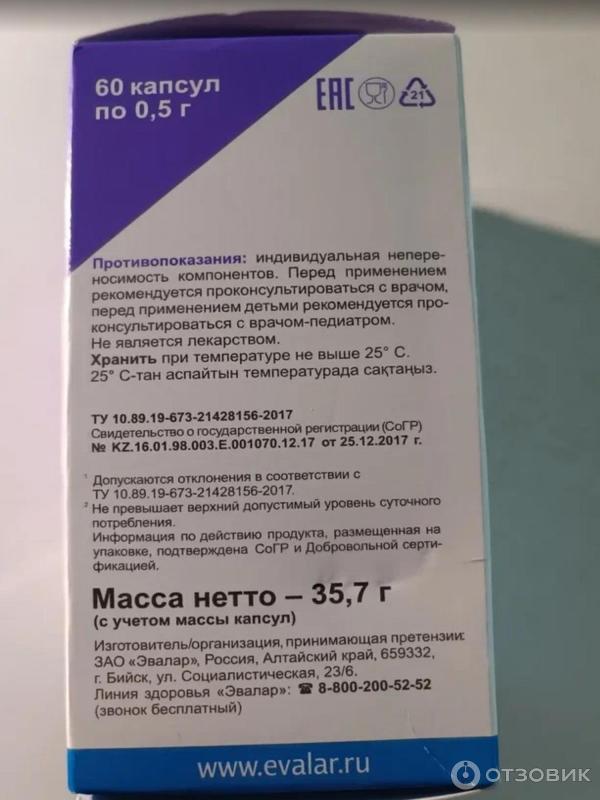 60 капсул
по 0,5 г
EAC
21
Противопоказания: индивидуальная непере-
носимость компонентов. Перед применением
рекомендуется проконсультироваться с врачом,
перед применением детьми рекомендуется про-
консультироваться с врачом-педиатром.
Не является лекарством.
Хранить при температуре не выше 25° С.
25° С-тан аспайтын температурада сақтаңыз.
ТУ 10.89.19-673-21428156-2017
Свидетельство о государственной регистрации (СоГР)
№ KZ.16.01.98.003.E.001070.12.17 от 25.12.2017 г.
¹ Допускаются отклонения в соответствии с
ТУ 10.89.19-673-21428156-2017.
² Не превышает верхний допустимый уровень суточного
потребления.
Информация по действию продукта, размещенная на
упаковке, подтверждена СоГР и Добровольной серти-
фикацией.
Масса нетто – 35,7 г
(с учетом массы капсул)
Изготовитель/организация, принимающая претензии:
ЗАО «Эвалар», Россия, Алтайский край, 659332,
г. Бийск, ул. Социалистическая, 23/6.
Линия здоровья «Эвалар»: ☎ 8-800-200-52-52
(звонок бесплатный)
www.evalar.ru
ОТЗОВИК